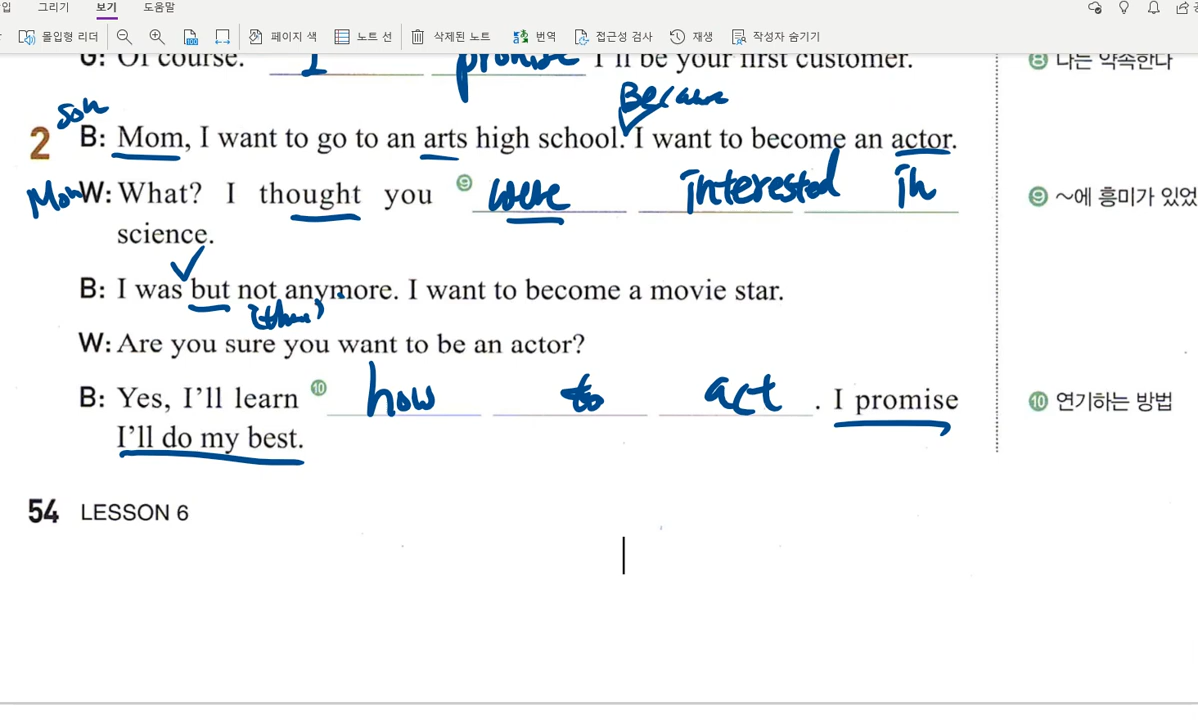 그리기 보기 도움말
몰입형 리더 페이지 색 노트 선 삭제된 노트 번역 접근성 검사 재생 작성자 숨기기
G: Of course. I promise I'll be your first customer. ⑧ 나는 약속한다
son Because
2 B: Mom, I want to go to an arts high school. I want to become an actor.
Mom W: What? I thought you ⑨ were interested in ⑨ ~에 흥미가 있었
science.
B: I was but not anymore. I want to become a movie star.
W: Are you sure you want to be an actor?
B: Yes, I'll learn ⑩ how to act. I promise ⑩ 연기하는 방법
I'll do my best.
54 LESSON 6